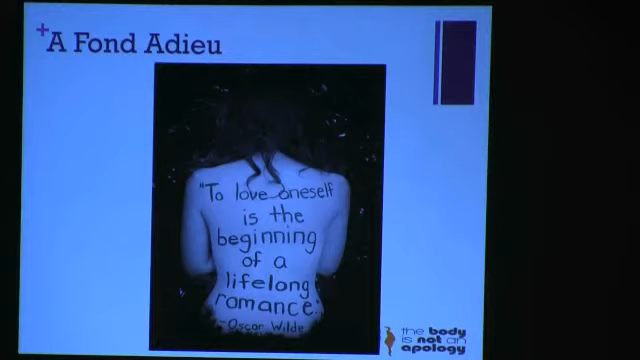 +A Fond Adieu
"To love oneself
is the
beginning
of a
lifelong
romance."
-Oscar Wilde
the body
is not an
apology